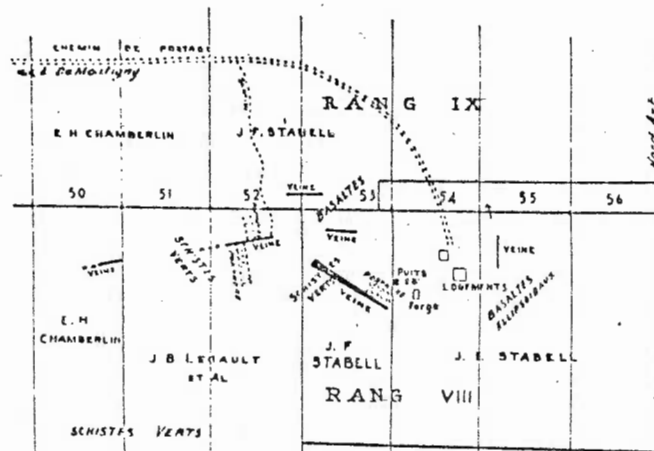 CHEMIN DE PORTAGE
RANG IX
E H CHAMBERLIN
J. F. STABELL
50 51 52 53 54 55 56
VEINE
BASALTES
SCHISTES VERTS
VEINE
VEINE
VEINE
VEINE
PUITS
LOGEMENTS
Forge
SCHISTES VERTS
VEINE
BASALTES ELLIPSOIDAUX
E. H
CHAMBERLIN
J B LEGAULT
ET AL
J. F
STABELL
STABELL
RANG VIII
SCHISTES VERTS